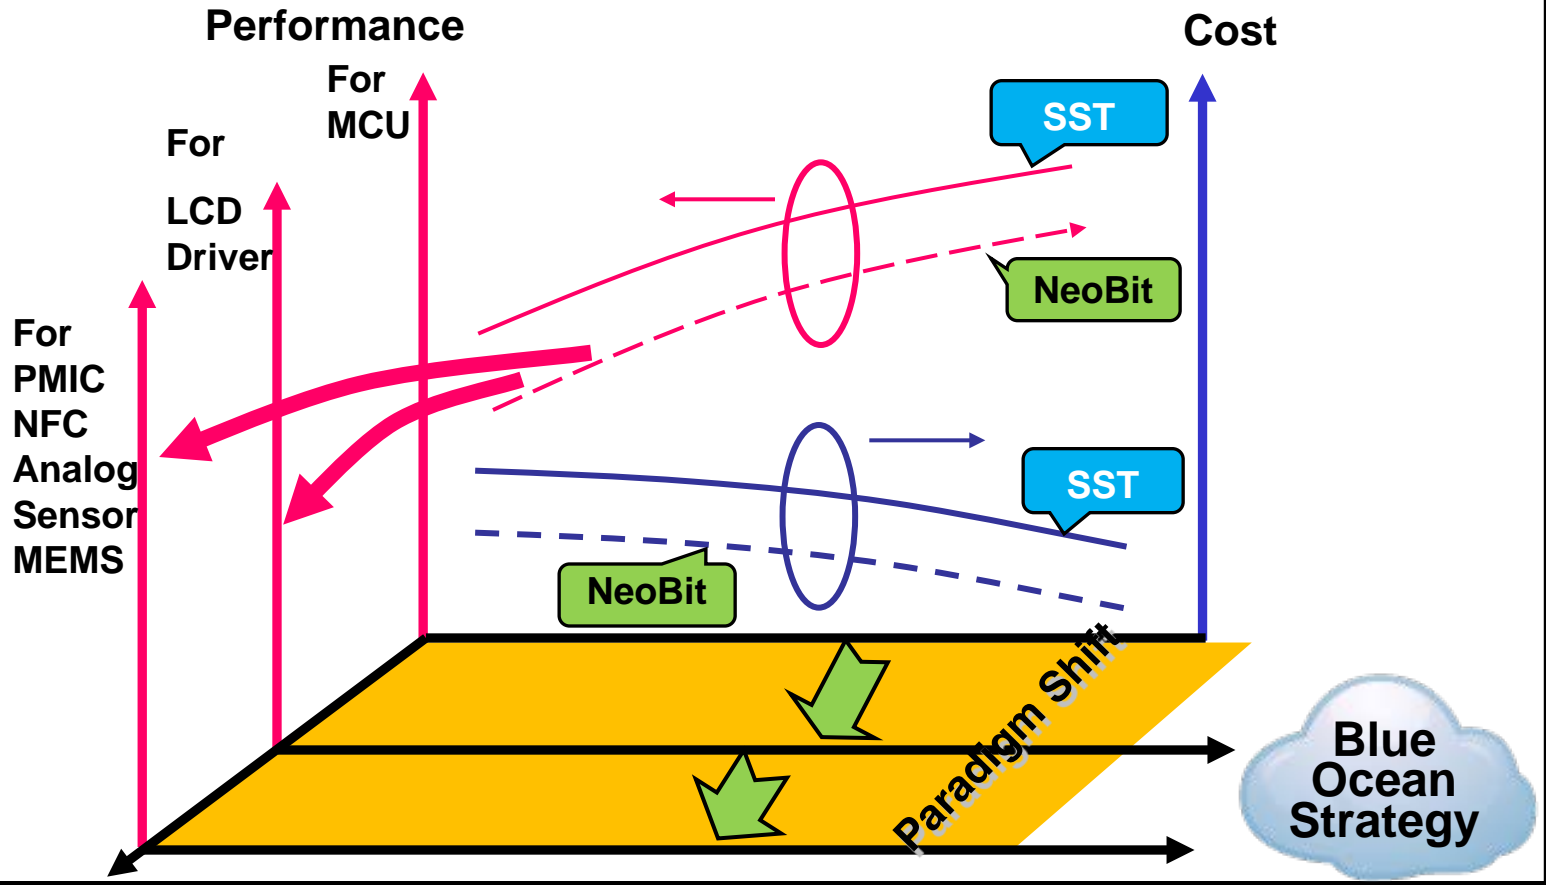 Performance
Cost
For
MCU
For
LCD
Driver
For
PMIC
NFC
Analog
Sensor
MEMS
SST
NeoBit
SST
NeoBit
Paradigm Shift
Blue
Ocean
Strategy